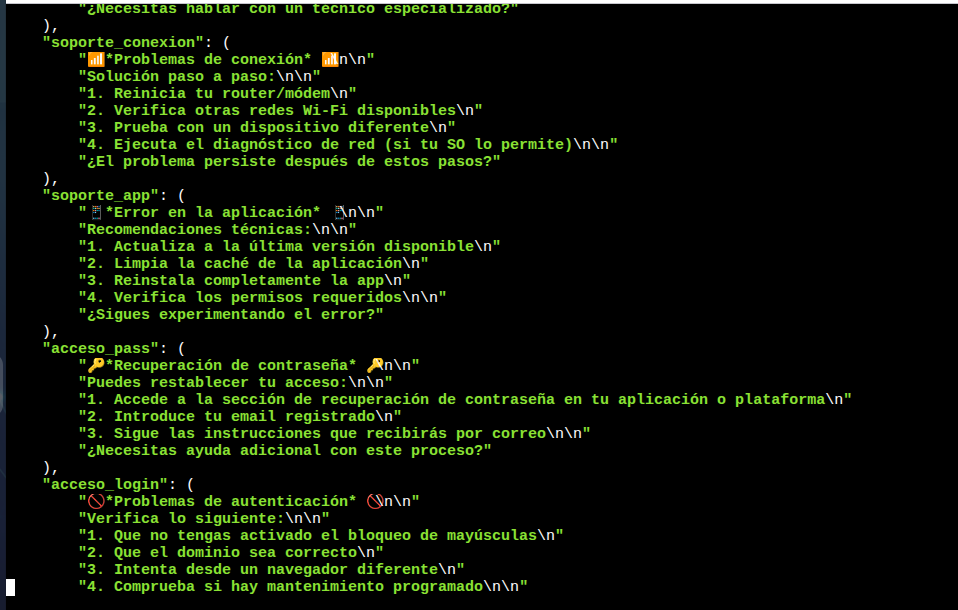 "¿Necesitas hablar con un técnico especializado?"
),
"soporte_conexion": (
"📶*Problemas de conexión* 📶\n\n"
"Solución paso a paso:\n\n"
"1. Reinicia tu router/módem\n"
"2. Verifica otras redes Wi-Fi disponibles\n"
"3. Prueba con un dispositivo diferente\n"
"4. Ejecuta el diagnóstico de red (si tu SO lo permite)\n\n"
"¿El problema persiste después de estos pasos?"
),
"soporte_app": (
"📱*Error en la aplicación* 📱\n\n"
"Recomendaciones técnicas:\n\n"
"1. Actualiza a la última versión disponible\n"
"2. Limpia la caché de la aplicación\n"
"3. Reinstala completamente la app\n"
"4. Verifica los permisos requeridos\n\n"
"¿Sigues experimentando el error?"
),
"acceso_pass": (
"🔑*Recuperación de contraseña* 🔑\n\n"
"Puedes restablecer tu acceso:\n\n"
"1. Accede a la sección de recuperación de contraseña en tu aplicación o plataforma\n"
"2. Introduce tu email registrado\n"
"3. Sigue las instrucciones que recibirás por correo\n\n"
"¿Necesitas ayuda adicional con este proceso?"
),
"acceso_login": (
"🚫*Problemas de autenticación* 🚫\n\n"
"Verifica lo siguiente:\n\n"
"1. Que no tengas activado el bloqueo de mayúsculas\n"
"2. Que el dominio sea correcto\n"
"3. Intenta desde un navegador diferente\n"
"4. Comprueba si hay mantenimiento programado\n\n"